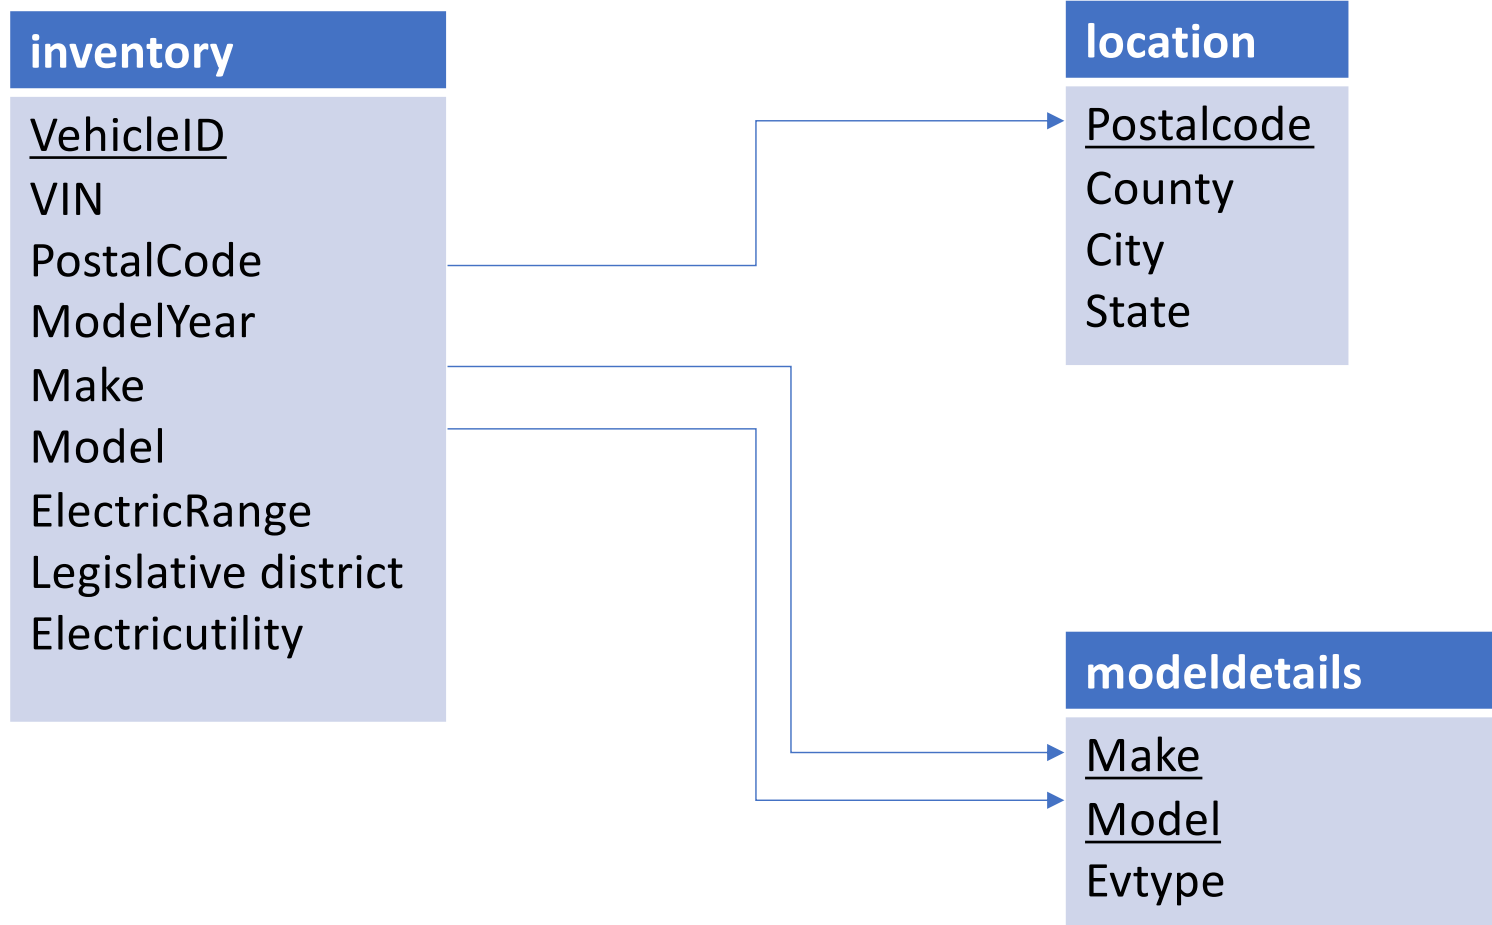 inventory
VehicleID
VIN
PostalCode
ModelYear
Make
Model
ElectricRange
Legislative district
Electricutility
location
Postalcode
County
City
State
modeldetails
Make
Model
Evtype